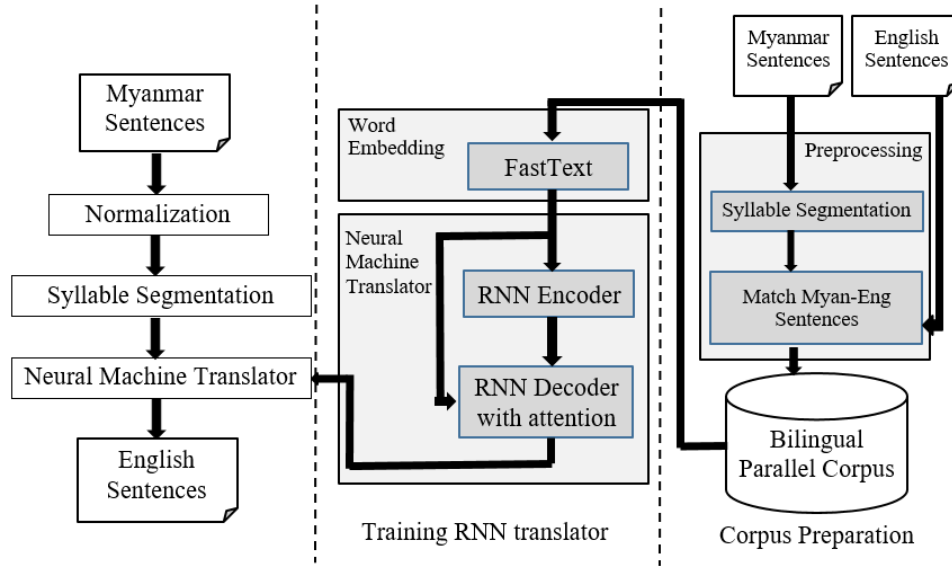 Myanmar
Sentences
Normalization
Syllable Segmentation
Neural Machine Translator
English
Sentences
Word
Embedding
FastText
Neural
Machine
Translator
RNN Encoder
RNN Decoder
with attention
Training RNN translator
Myanmar
Sentences
English
Sentences
Preprocessing
Syllable Segmentation
Match Myan-Eng
Sentences
Bilingual
Parallel Corpus
Corpus Preparation